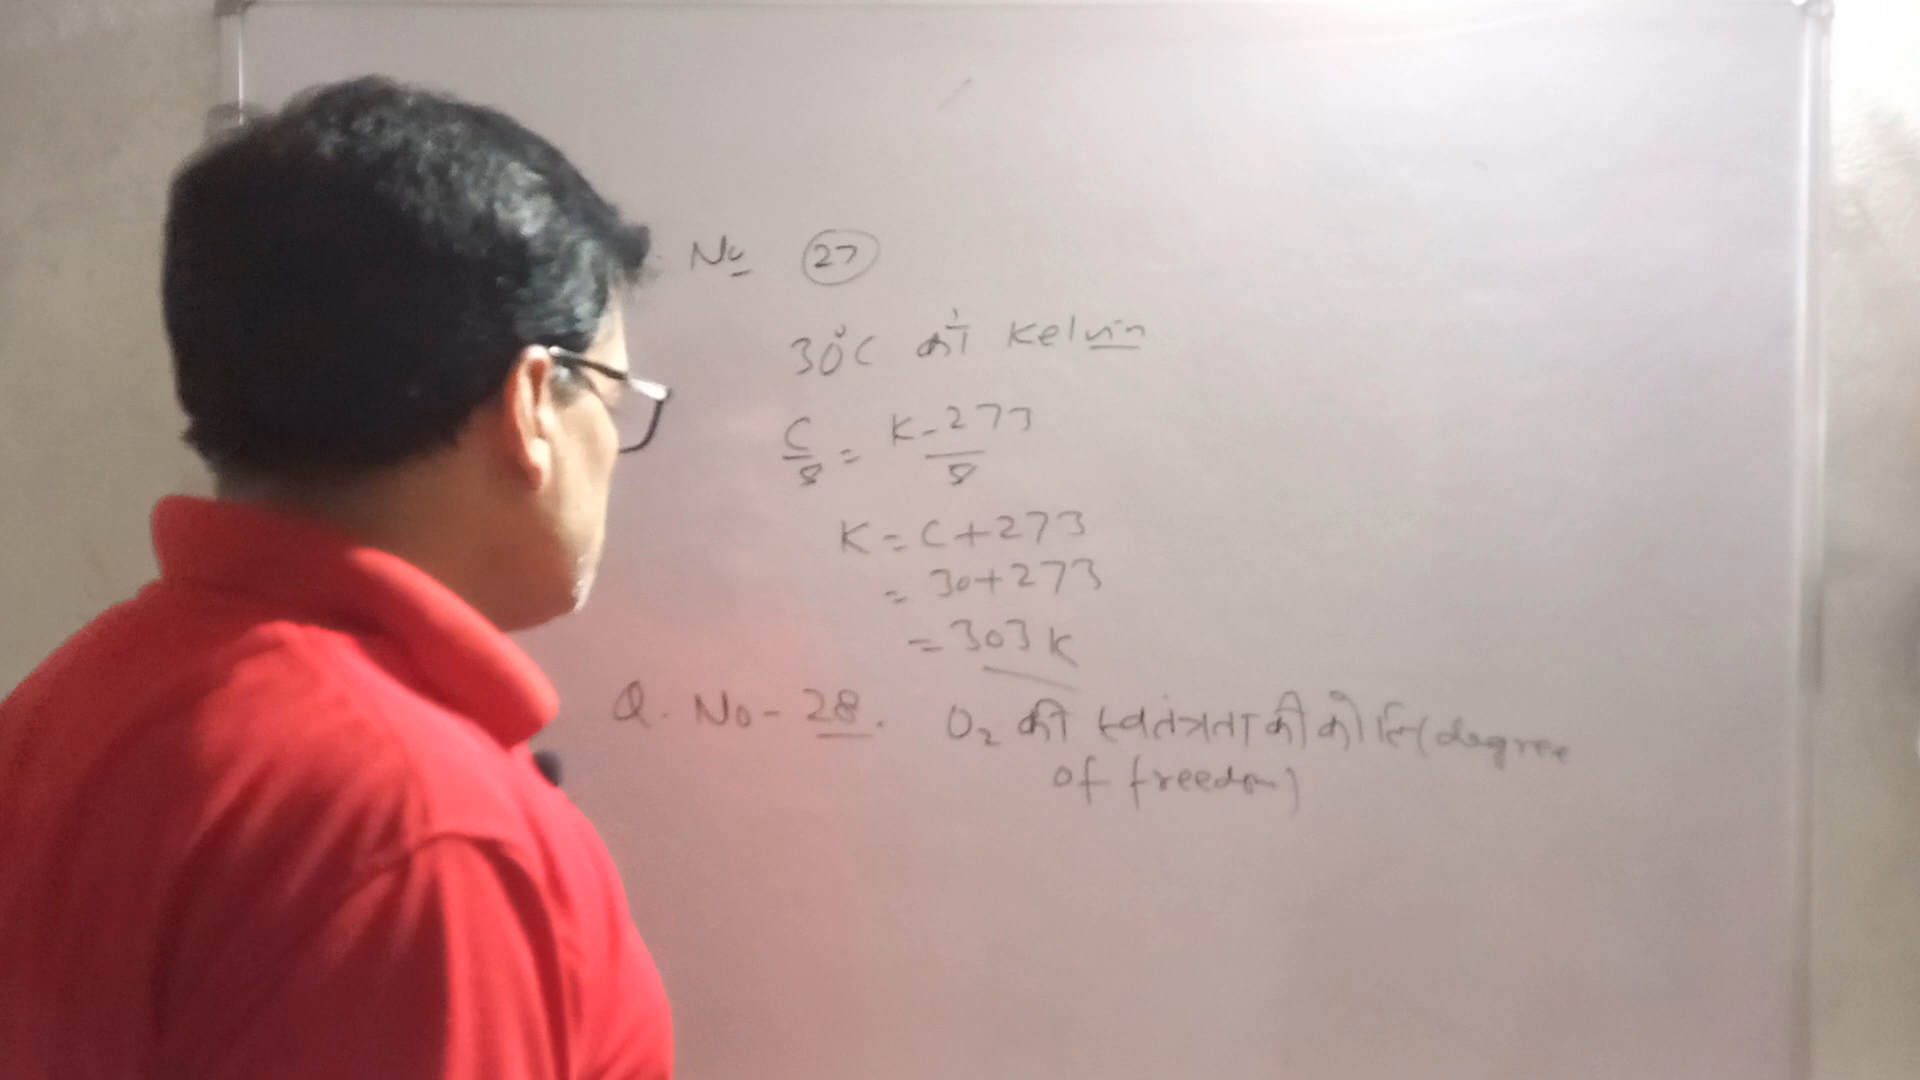 . No 27
30°C को Kelvin
C/5 = K-273/5
K = C+273
= 30+273
= 303 K
Q. No - 28. O₂ की स्वतंत्रता की कोटि (degree
of freedom)